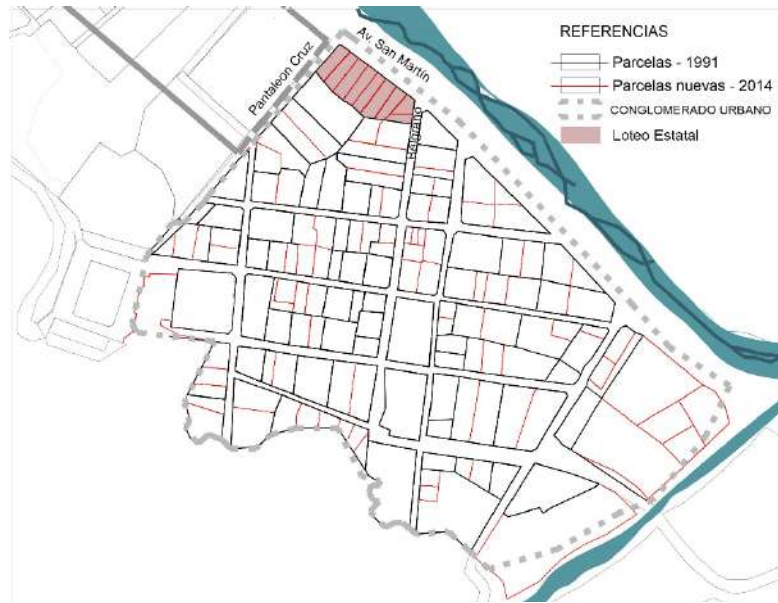 REFERENCIAS
Parcelas - 1991
Parcelas nuevas - 2014
CONGLOMERADO URBANO
Loteo Estatal
Av. San Martín
Pantaleon Cruz
Belgrano